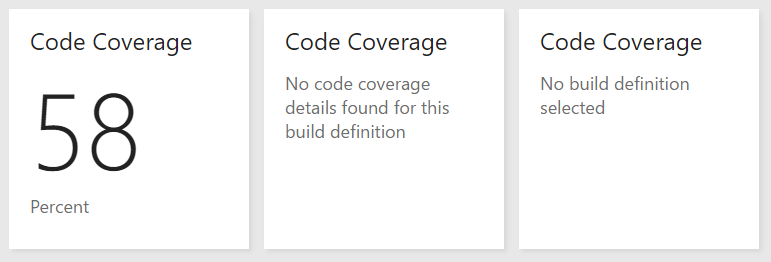 Code Coverage
58
Percent
Code Coverage
No code coverage
details found for this
build definition
Code Coverage
No build definition
selected